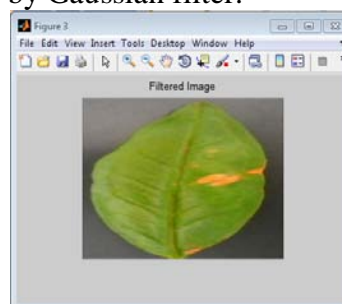 by Gaussian filter.
Figure 3
File Edit View Insert Tools Desktop Window Help
Filtered Image